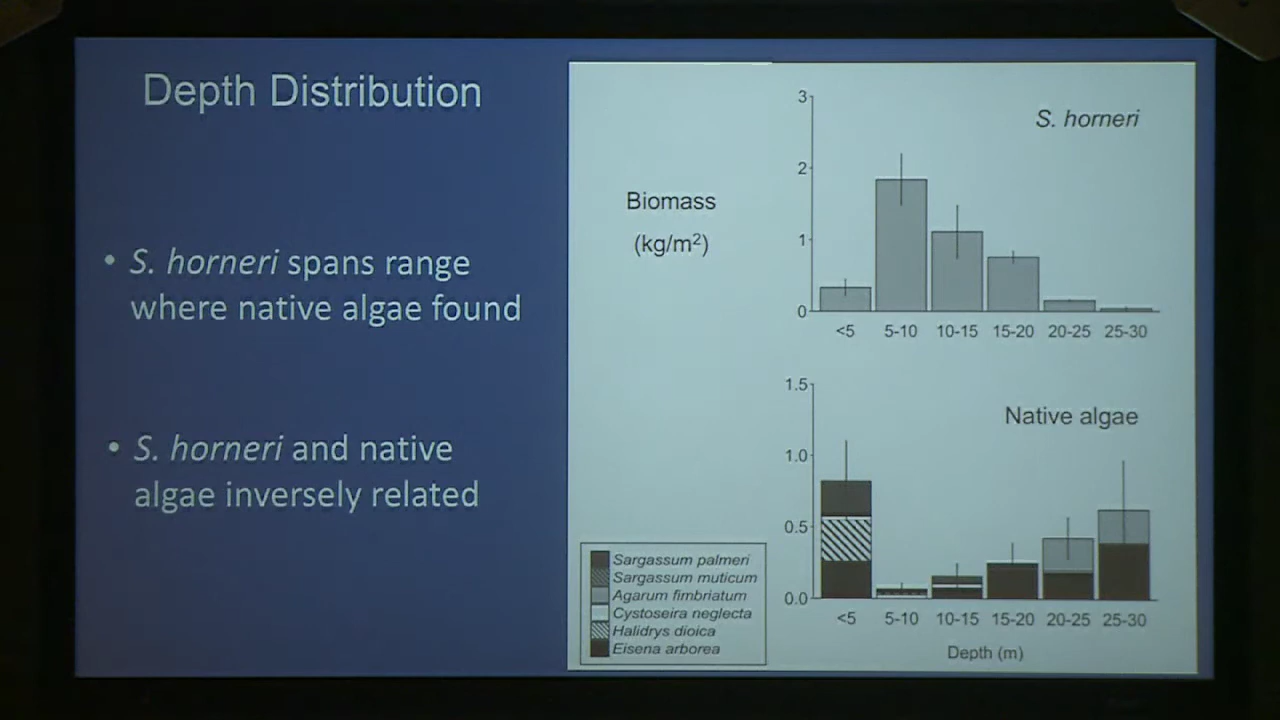 Depth Distribution
• S. horneri spans range
where native algae found
• S. horneri and native
algae inversely related
Biomass
(kg/m²)
S. horneri
3
2
1
0
<5 5-10 10-15 15-20 20-25 25-30
Native algae
1.5
1.0
0.5
0.0
<5 5-10 10-15 15-20 20-25 25-30
Depth (m)
Sargassum palmeri
Sargassum muticum
Agarum fimbriatum
Cystoseira neglecta
Halidrys dioica
Eisena arborea